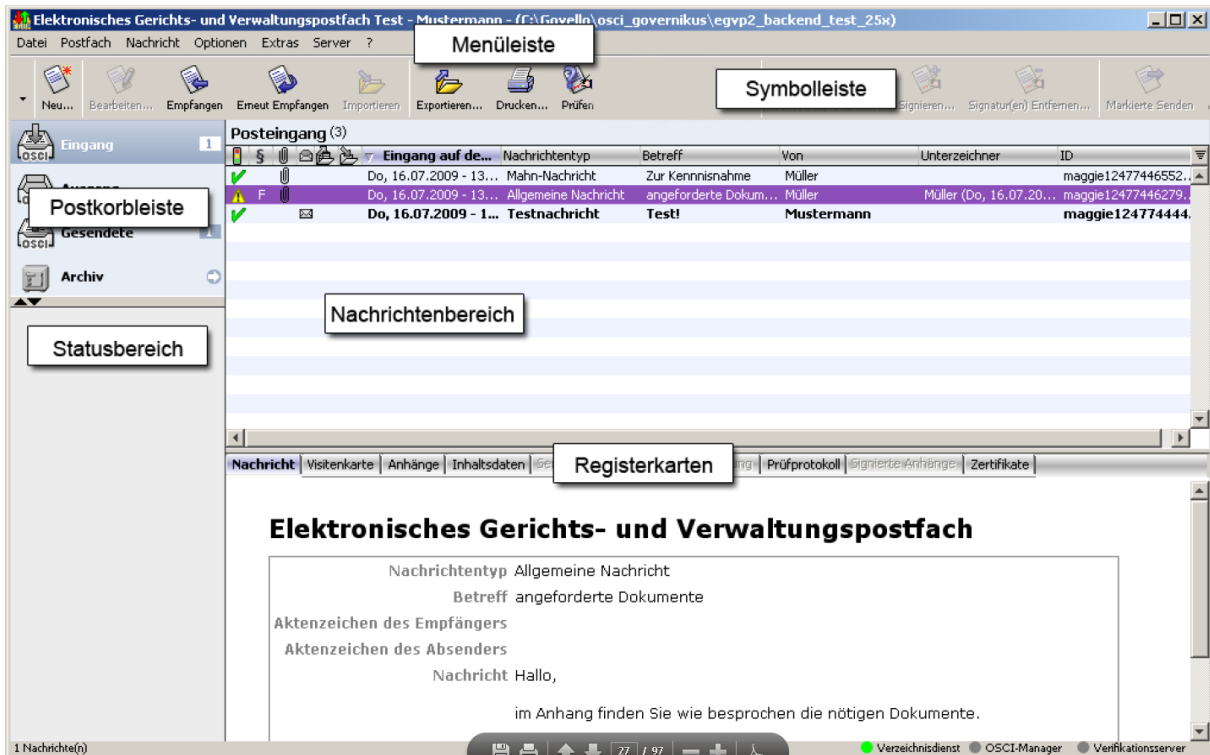 Elektronisches Gerichts- und Verwaltungspostfach Test - Mustermann - (C:\Govello\osci_governikus\egvp2_backend_test_25x)
Datei Postfach Nachricht Optionen Extras Server ?
Menüleiste
Neu... Bearbeiten... Empfangen Erneut Empfangen Importieren Exportieren... Drucken... Prüfen Signieren... Signatur(en) Entfernen... Markierte Senden
Symbolleiste
Posteingang (3)
OSCI Eingang 1
§ Eingang auf de... Nachrichtentyp Betreff Von Unterzeichner ID
Do, 16.07.2009 - 13... Mahn-Nachricht Zur Kennnisnahme Müller maggie12477446552...
F Do, 16.07.2009 - 13... Allgemeine Nachricht angeforderte Dokum... Müller Müller (Do, 16.07.20... maggie12477446279...
Do, 16.07.2009 - 1... Testnachricht Test! Mustermann maggie124774444...
Postkorbleiste
OSCI Gesendete 1
Archiv
Nachrichtenbereich
Statusbereich
Registerkarten
Nachricht Visitenkarte Anhänge Inhaltsdaten Prüfprotokoll Signierte Anhänge Zertifikate
Elektronisches Gerichts- und Verwaltungspostfach
Nachrichtentyp Allgemeine Nachricht
Betreff angeforderte Dokumente
Aktenzeichen des Empfängers
Aktenzeichen des Absenders
Nachricht Hallo,
im Anhang finden Sie wie besprochen die nötigen Dokumente.
1 Nachrichte(n)
27 / 97
Verzeichnisdienst OSCI-Manager Verifikationsserver